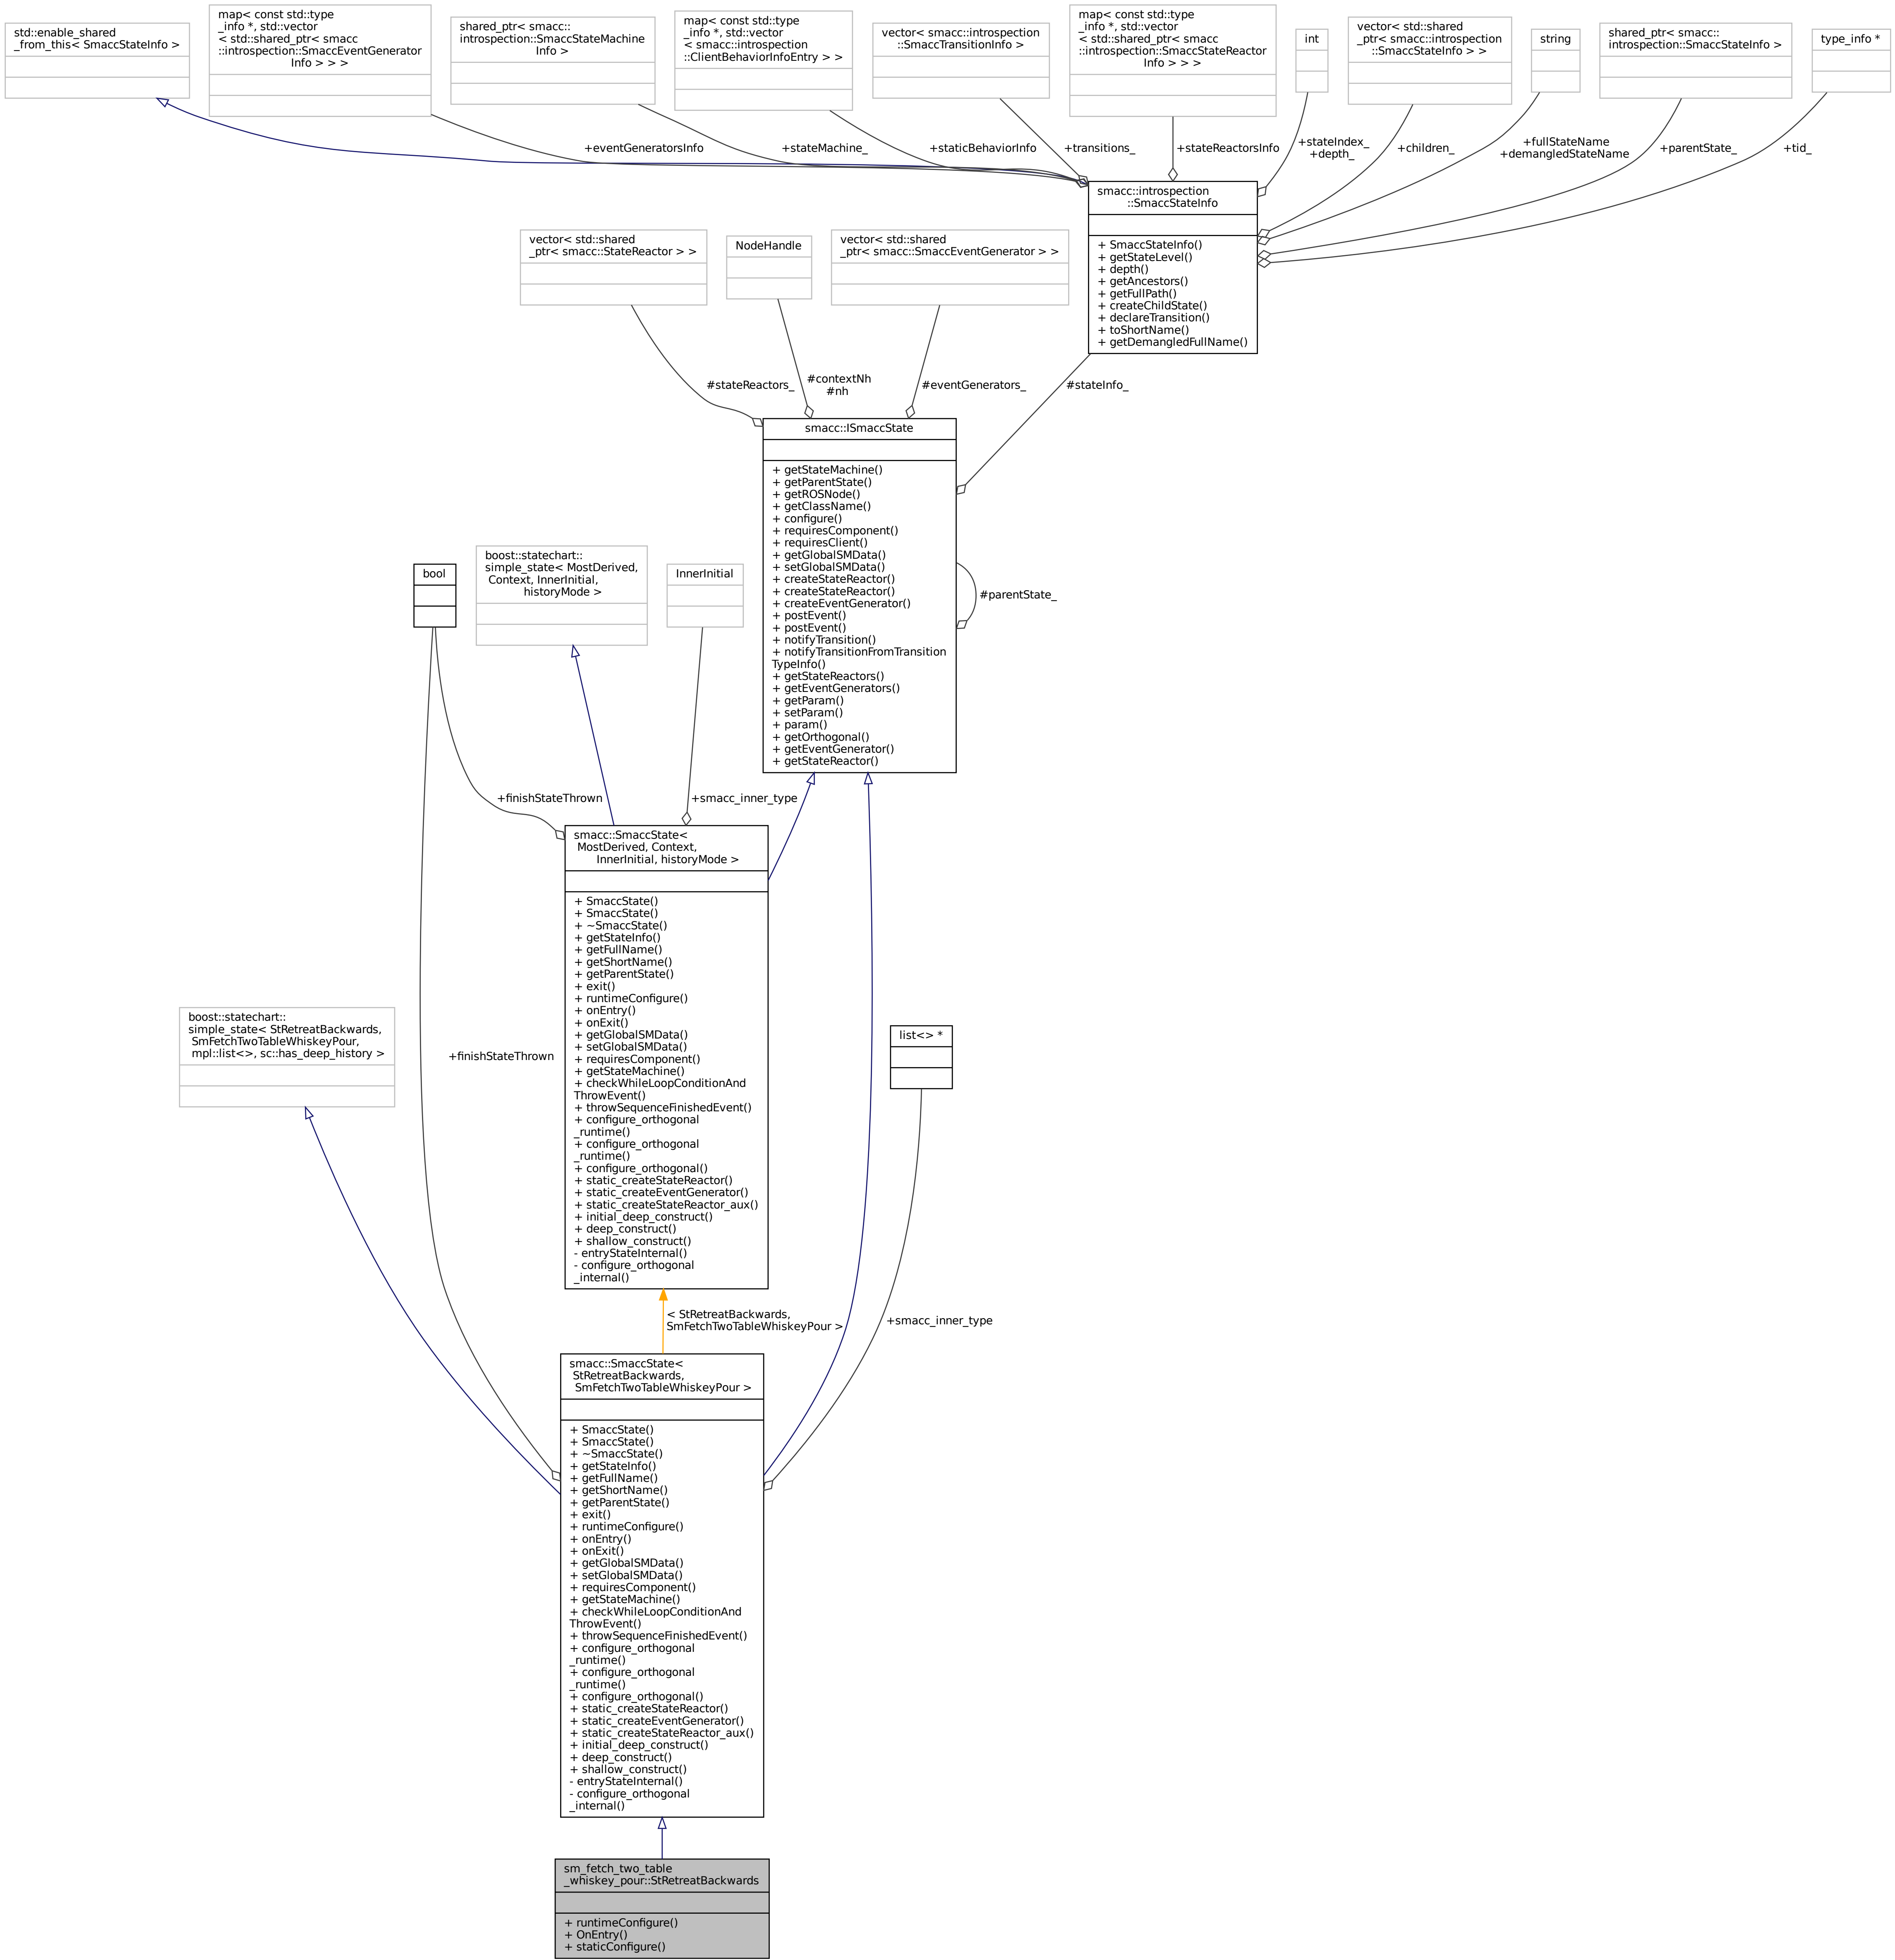 std::enable_shared
_from_this< SmaccStateInfo >
map< const std::type
_info *, std::vector
< std::shared_ptr< smacc
::introspection::SmaccEventGenerator
Info > > >
shared_ptr< smacc::
introspection::SmaccStateMachine
Info >
map< const std::type
_info *, std::vector
< smacc::introspection
::ClientBehaviorInfoEntry > >
vector< smacc::introspection
::SmaccTransitionInfo >
map< const std::type
_info *, std::vector
< std::shared_ptr< smacc
::introspection::SmaccStateReactor
Info > > >
int
vector< std::shared
_ptr< smacc::introspection
::SmaccStateInfo > >
string
shared_ptr< smacc::
introspection::SmaccStateInfo >
type_info *
+eventGeneratorsInfo
+stateMachine_
+staticBehaviorInfo
+transitions_
+stateReactorsInfo
+stateIndex_
+depth_
+children_
+fullStateName
+demangledStateName
+parentState_
+tid_
smacc::introspection
::SmaccStateInfo
+ SmaccStateInfo()
+ getStateLevel()
+ depth()
+ getAncestors()
+ getFullPath()
+ createChildState()
+ declareTransition()
+ toShortName()
+ getDemangledFullName()
vector< std::shared
_ptr< smacc::StateReactor > >
NodeHandle
vector< std::shared
_ptr< smacc::SmaccEventGenerator > >
#stateReactors_
#contextNh
#nh
#eventGenerators_
#stateInfo_
smacc::ISmaccState
+ getStateMachine()
+ getParentState()
+ getROSNode()
+ getClassName()
+ configure()
+ requiresComponent()
+ requiresClient()
+ getGlobalSMData()
+ setGlobalSMData()
+ createStateReactor()
+ createStateReactor()
+ createEventGenerator()
+ postEvent()
+ postEvent()
+ notifyTransition()
+ notifyTransitionFromTransition
TypeInfo()
+ getStateReactors()
+ getEventGenerators()
+ getParam()
+ setParam()
+ param()
+ getOrthogonal()
+ getEventGenerator()
+ getStateReactor()
#parentState_
bool
boost::statechart::
simple_state< MostDerived,
Context, InnerInitial,
historyMode >
InnerInitial
+finishStateThrown
+smacc_inner_type
smacc::SmaccState<
MostDerived, Context,
InnerInitial, historyMode >
+ SmaccState()
+ SmaccState()
+ ~SmaccState()
+ getStateInfo()
+ getFullName()
+ getShortName()
+ getParentState()
+ exit()
+ runtimeConfigure()
+ onEntry()
+ onExit()
+ getGlobalSMData()
+ setGlobalSMData()
+ requiresComponent()
+ getStateMachine()
+ checkWhileLoopConditionAnd
ThrowEvent()
+ throwSequenceFinishedEvent()
+ configure_orthogonal
_runtime()
+ configure_orthogonal
_runtime()
+ configure_orthogonal()
+ static_createStateReactor()
+ static_createEventGenerator()
+ static_createStateReactor_aux()
+ initial_deep_construct()
+ deep_construct()
+ shallow_construct()
- entryStateInternal()
- configure_orthogonal
_internal()
boost::statechart::
simple_state< StRetreatBackwards,
SmFetchTwoTableWhiskeyPour,
mpl::list<>, sc::has_deep_history >
+finishStateThrown
list<> *
< StRetreatBackwards,
SmFetchTwoTableWhiskeyPour >
+smacc_inner_type
smacc::SmaccState<
StRetreatBackwards,
SmFetchTwoTableWhiskeyPour >
+ SmaccState()
+ SmaccState()
+ ~SmaccState()
+ getStateInfo()
+ getFullName()
+ getShortName()
+ getParentState()
+ exit()
+ runtimeConfigure()
+ onEntry()
+ onExit()
+ getGlobalSMData()
+ setGlobalSMData()
+ requiresComponent()
+ getStateMachine()
+ checkWhileLoopConditionAnd
ThrowEvent()
+ throwSequenceFinishedEvent()
+ configure_orthogonal
_runtime()
+ configure_orthogonal
_runtime()
+ configure_orthogonal()
+ static_createStateReactor()
+ static_createEventGenerator()
+ static_createStateReactor_aux()
+ initial_deep_construct()
+ deep_construct()
+ shallow_construct()
- entryStateInternal()
- configure_orthogonal
_internal()
sm_fetch_two_table
_whiskey_pour::StRetreatBackwards
+ runtimeConfigure()
+ OnEntry()
+ staticConfigure()